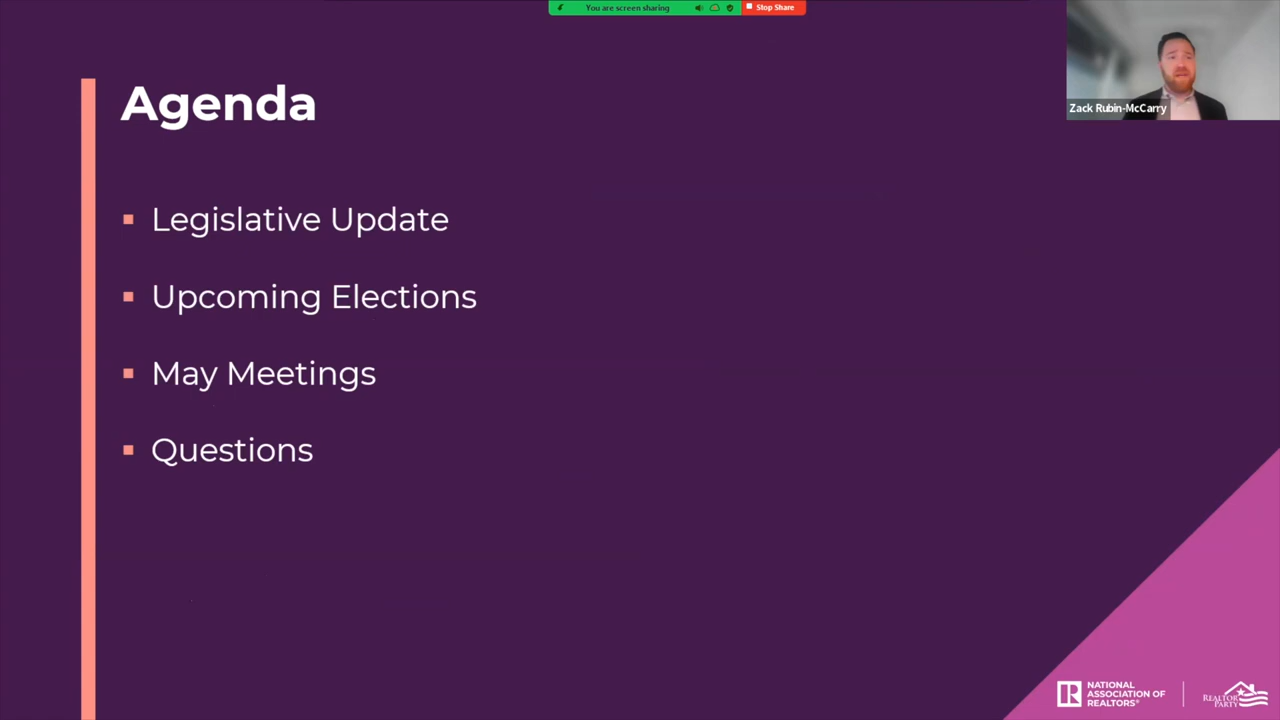 You are screen sharing
Stop Share
Zack Rubin-McCarry
Agenda
Legislative Update
Upcoming Elections
May Meetings
Questions
NATIONAL
ASSOCIATION OF
REALTORS®
REALTOR
PARTY